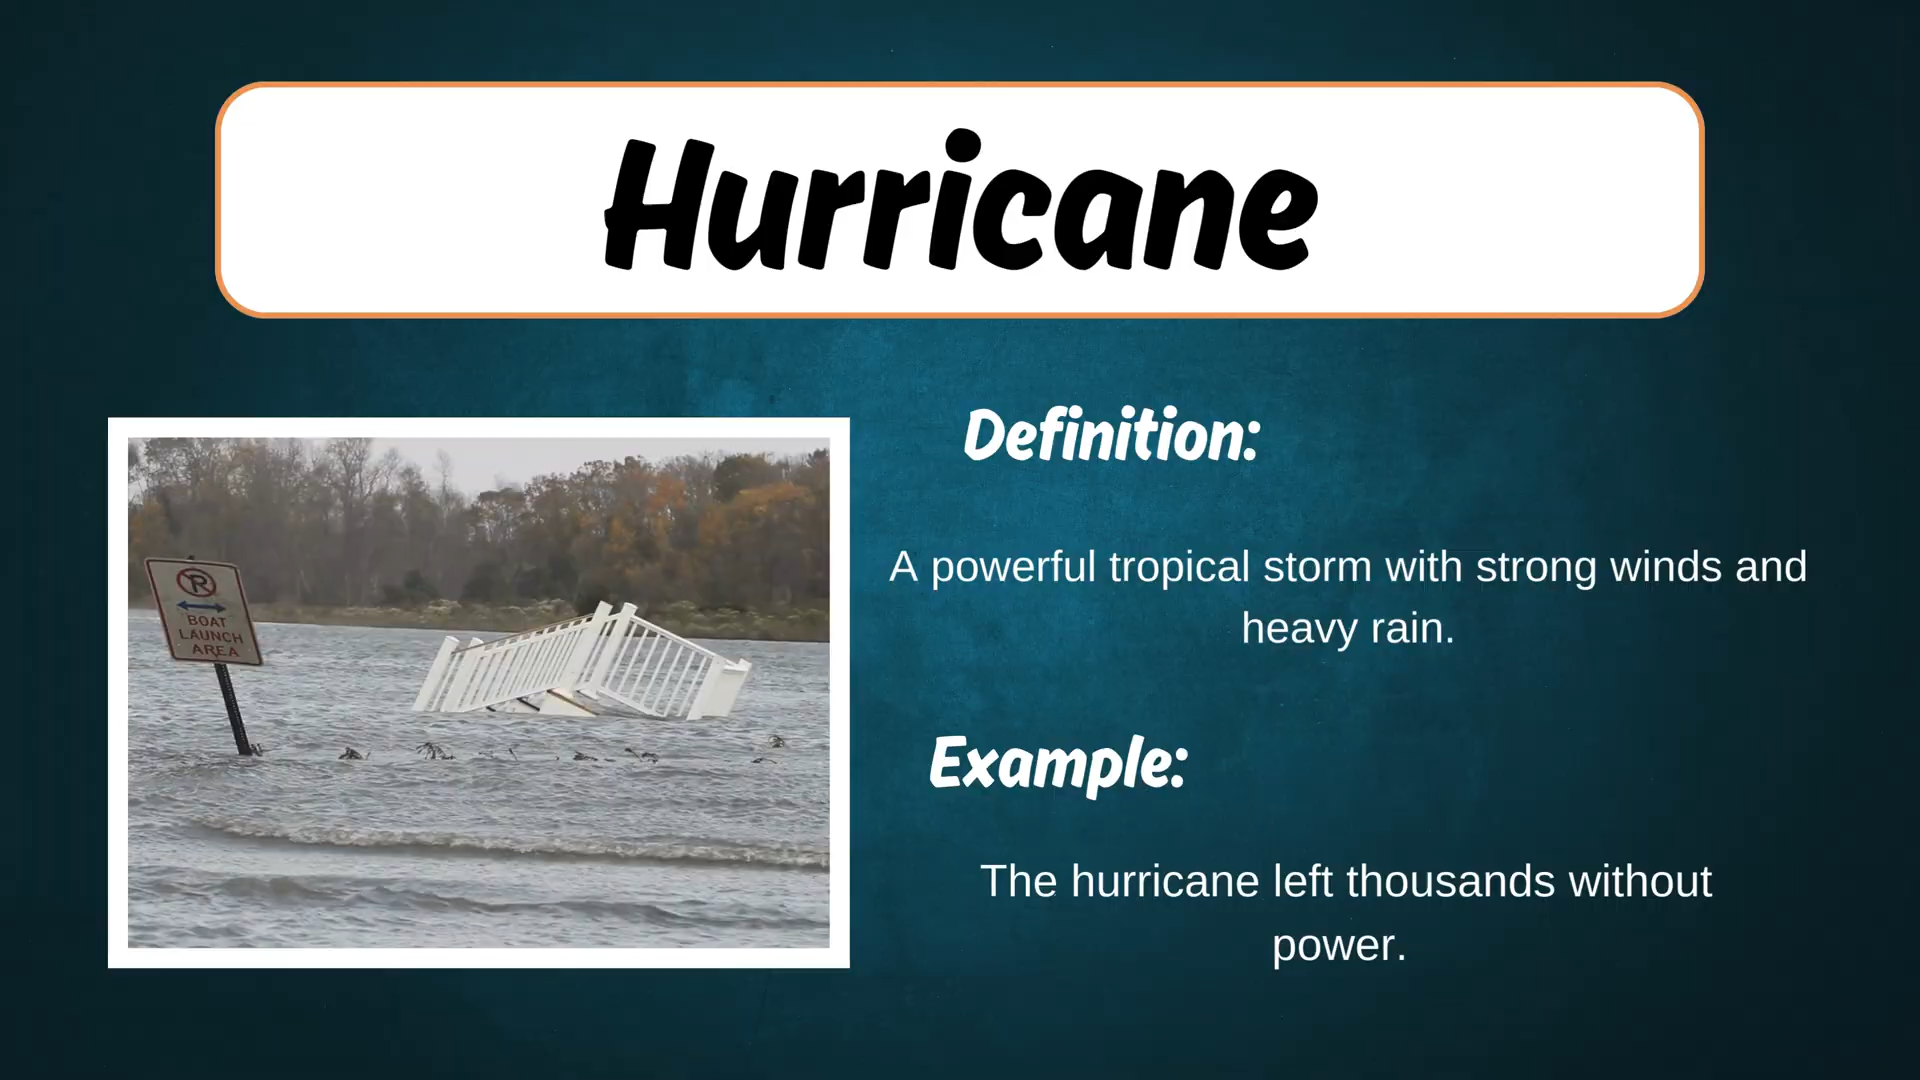 Hurricane
Definition:
A powerful tropical storm with strong winds and
heavy rain.
Example:
The hurricane left thousands without
power.
P
BOAT
LAUNCH
AREA